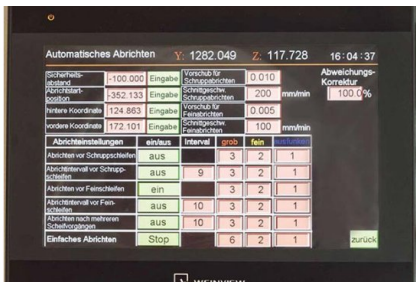 Automatisches Abrichten Y: 1282.049 Z: 117.728 16:04:37
Sicherheits-
abstand -100.000 Eingabe Vorschub für
Schruppabrichten 0.010 Abweichungs-
Korrektur
Abrichtstart-
position -352.133 Eingabe Schnittgeschw.
Schruppabrichten 200 mm/min 100.0%
hintere Koordinate 124.863 Eingabe Vorschub für
Feinabrichten 0.005
vordere Koordinate 172.101 Eingabe Schnittgeschw.
Feinabrichten 100 mm/min
Abrichteinstellungen ein/aus Interval grob fein ausfunken
Abrichten vor Schruppschleifen aus 3 2 1
Abrichtintervall vor Schrupp-
schleifen aus 9 3 2 1
Abrichten vor Feinschleifen ein 3 2 1
Abrichtintervall vor Fein-
schleifen aus 10 3 2 1
Abrichten nach mehreren
Schleifvorgängen aus 10 3 2 1
Einfaches Abrichten Stop 6 2 1 zurück
WEINVIEW